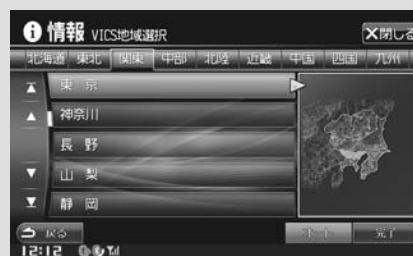 情報 VICS地域選択 ×閉じる
北海道 東北 関東 中部 北陸 近畿 中国 四国 九州
東 京
神奈川
長 野
山 梨
静 岡
戻る 完了
12:12